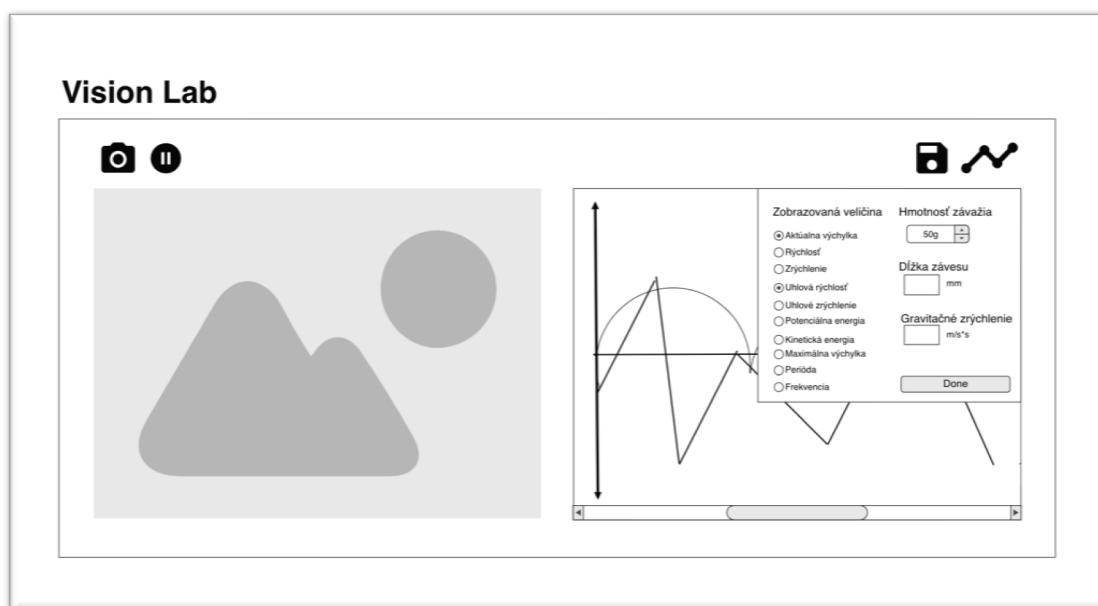 Vision Lab
Zobrazovaná veličina
Aktúalna výchylka
Rýchlosť
Zrýchlenie
Uhlová rýchlosť
Uhlové zrýchlenie
Potenciálna energia
Kinetická energia
Maximálna výchylka
Perióda
Frekvencia
Hmotnosť závažia
50g
Dĺžka závesu
mm
Gravitačné zrýchlenie
m/s*s
Done